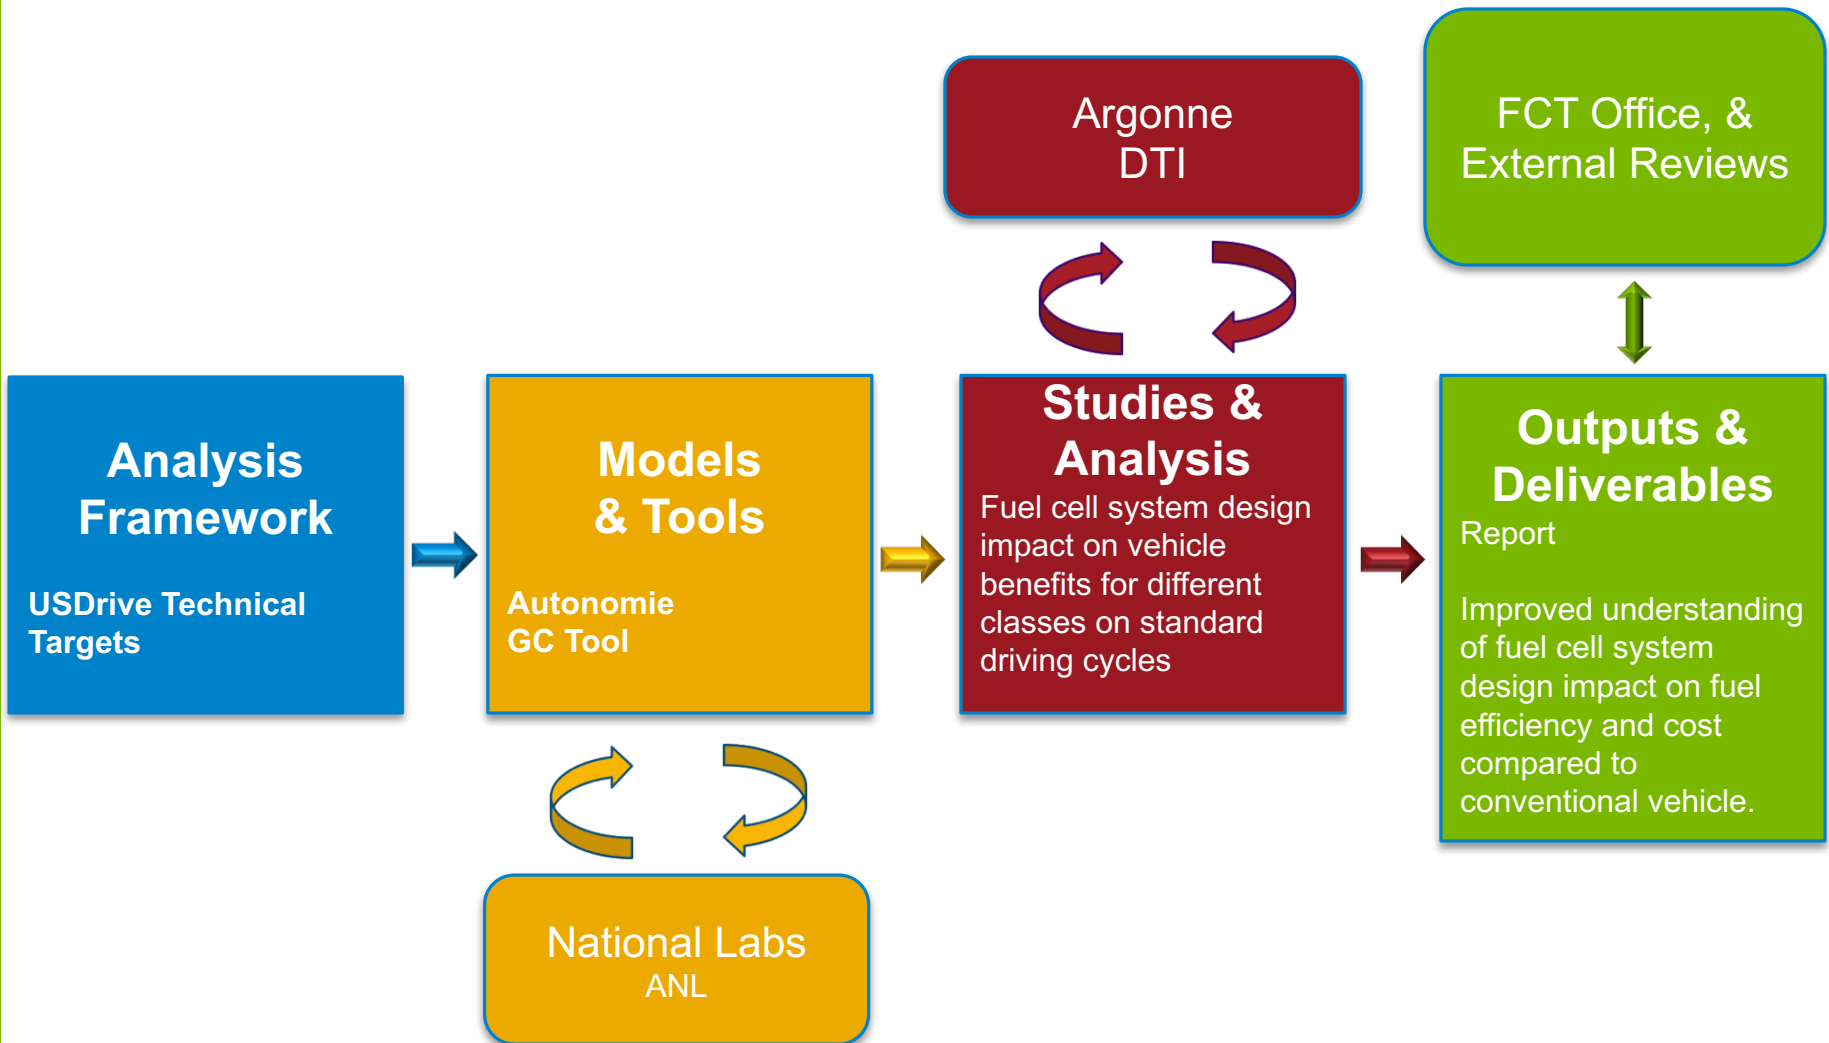 Argonne
DTI
FCT Office, &
External Reviews
Analysis
Framework
USDrive Technical
Targets
Models
& Tools
Autonomie
GC Tool
Studies &
Analysis
Fuel cell system design
impact on vehicle
benefits for different
classes on standard
driving cycles
Outputs &
Deliverables
Report
Improved understanding
of fuel cell system
design impact on fuel
efficiency and cost
compared to
conventional vehicle.
National Labs
ANL